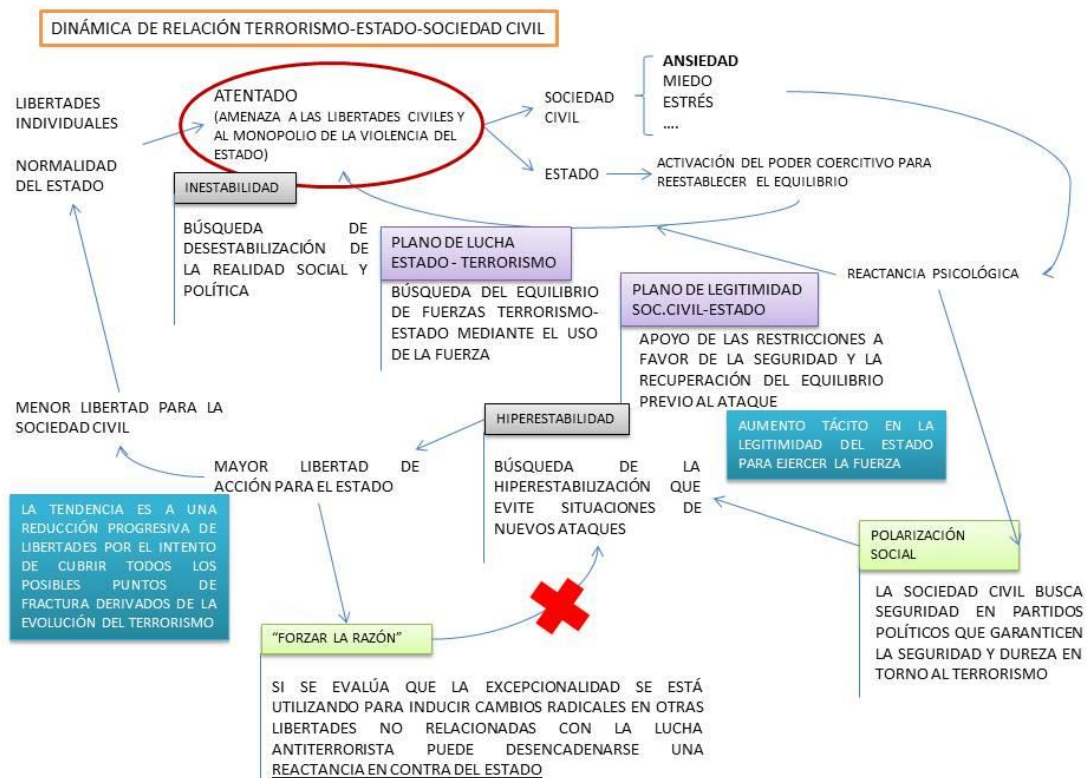 DINÁMICA DE RELACIÓN TERRORISMO-ESTADO-SOCIEDAD CIVIL
LIBERTADES
INDIVIDUALES
NORMALIDAD
DEL ESTADO
ATENTADO
(AMENAZA A LAS LIBERTADES CIVILES Y
AL MONOPOLIO DE LA VIOLENCIA DEL
ESTADO)
SOCIEDAD
CIVIL
ANSIEDAD
MIEDO
ESTRÉS
....
ESTADO
ACTIVACIÓN DEL PODER COERCITIVO PARA
REESTABLECER EL EQUILIBRIO
INESTABILIDAD
BÚSQUEDA DE
DESESTABILIZACIÓN DE
LA REALIDAD SOCIAL Y
POLÍTICA
PLANO DE LUCHA
ESTADO - TERRORISMO
BÚSQUEDA DEL EQUILIBRIO
DE FUERZAS TERRORISMO-
ESTADO MEDIANTE EL USO
DE LA FUERZA
REACTANCIA PSICOLÓGICA
PLANO DE LEGITIMIDAD
SOC.CIVIL-ESTADO
APOYO DE LAS RESTRICCIONES A
FAVOR DE LA SEGURIDAD Y LA
RECUPERACIÓN DEL EQUILIBRIO
PREVIO AL ATAQUE
AUMENTO TÁCITO EN LA
LEGITIMIDAD DEL ESTADO
PARA EJERCER LA FUERZA
HIPERESTABILIDAD
BÚSQUEDA DE LA
HIPERESTABILIZACIÓN QUE
EVITE SITUACIONES DE
NUEVOS ATAQUES
MENOR LIBERTAD PARA LA
SOCIEDAD CIVIL
MAYOR LIBERTAD DE
ACCIÓN PARA EL ESTADO
LA TENDENCIA ES A UNA
REDUCCIÓN PROGRESIVA DE
LIBERTADES POR EL INTENTO
DE CUBRIR TODOS LOS
POSIBLES PUNTOS DE
FRACTURA DERIVADOS DE LA
EVOLUCIÓN DEL TERRORISMO
POLARIZACIÓN
SOCIAL
LA SOCIEDAD CIVIL BUSCA
SEGURIDAD EN PARTIDOS
POLÍTICOS QUE GARANTICEN
LA SEGURIDAD Y DUREZA EN
TORNO AL TERRORISMO
"FORZAR LA RAZÓN"
SI SE EVALÚA QUE LA EXCEPCIONALIDAD SE ESTÁ
UTILIZANDO PARA INDUCIR CAMBIOS RADICALES EN OTRAS
LIBERTADES NO RELACIONADAS CON LA LUCHA
ANTITERRORISTA PUEDE DESENCADENARSE UNA
REACTANCIA EN CONTRA DEL ESTADO